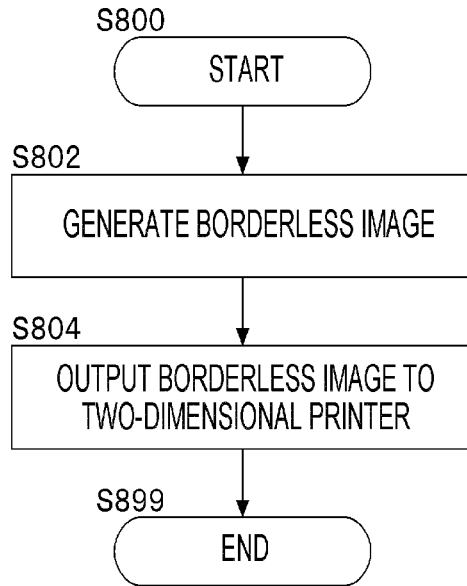 S800
START
S802
GENERATE BORDERLESS IMAGE
S804
OUTPUT BORDERLESS IMAGE TO
TWO-DIMENSIONAL PRINTER
S899
END